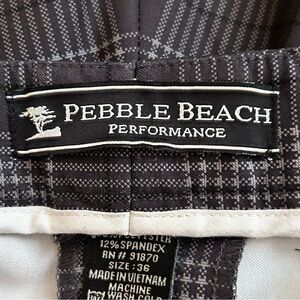 PEBBLE BEACH
PERFORMANCE
12% SPANDEX
RN # 91870
SIZE: 36
MADE IN VIETNAM
MACHINE
WASH COLD